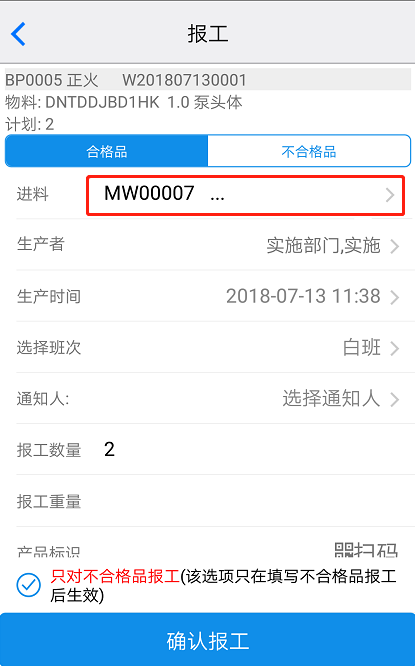 报工
BP0005 正火 W201807130001
物料: DNTDDJBD1HK 1.0 泵头体
计划: 2
合格品 不合格品
进料 MW00007 ...
生产者 实施部门,实施
生产时间 2018-07-13 11:38
选择班次 白班
通知人: 选择通知人
报工数量 2
报工重量
产品标识 扫码
只对不合格品报工(该选项只在填写不合格品报工
后生效)
确认报工